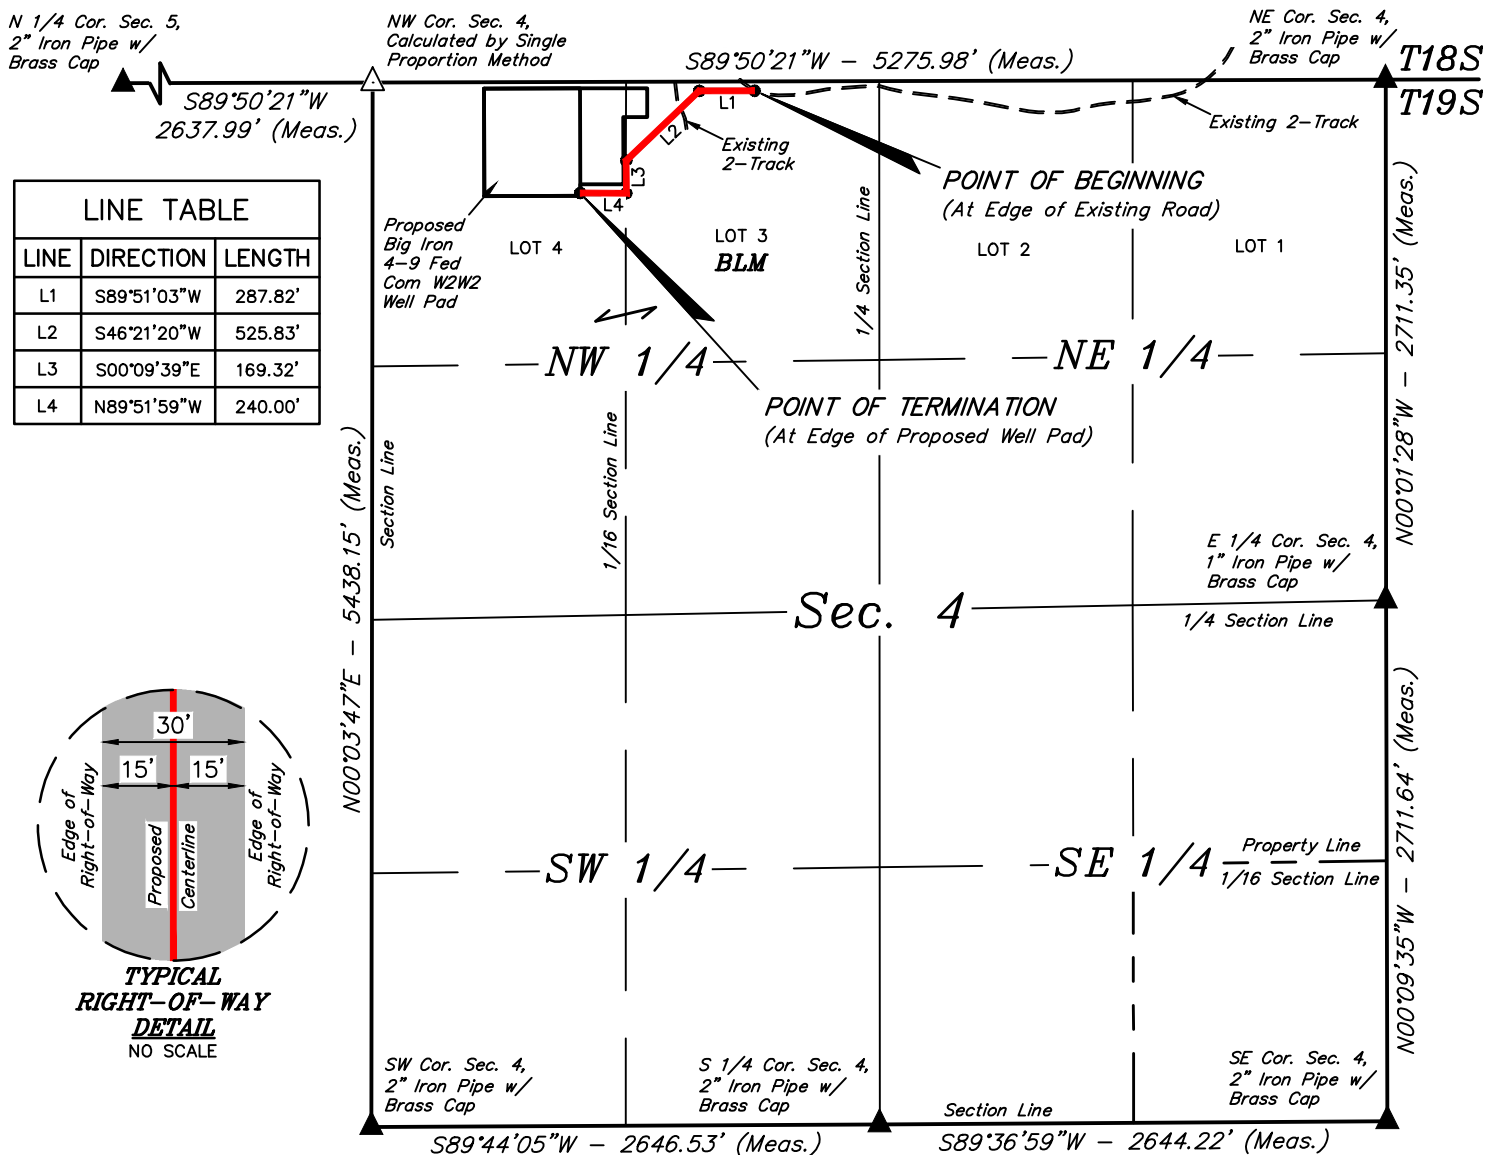 N 1/4 Cor. Sec. 5,
2" Iron Pipe w/
Brass Cap
NW Cor. Sec. 4,
Calculated by Single
Proportion Method
NE Cor. Sec. 4,
2" Iron Pipe w/
Brass Cap
S89°50'21"W - 5275.98' (Meas.)
T18S
T19S
S89°50'21"W
2637.99' (Meas.)
L1
L2
L3
L4
Existing
2-Track
Existing 2-Track
POINT OF BEGINNING
(At Edge of Existing Road)
LINE TABLE
LINE DIRECTION LENGTH
L1 S89°51'03"W 287.82'
L2 S46°21'20"W 525.83'
L3 S00°09'39"E 169.32'
L4 N89°51'59"W 240.00'
Proposed
Big Iron
4-9 Fed
Com W2W2
Well Pad
LOT 4
LOT 3
BLM
LOT 2
LOT 1
1/4 Section Line
N00°01'28"W - 2711.35' (Meas.)
NW 1/4
NE 1/4
POINT OF TERMINATION
(At Edge of Proposed Well Pad)
N00°03'47"E - 5438.15' (Meas.)
Section Line
1/16 Section Line
E 1/4 Cor. Sec. 4,
1" Iron Pipe w/
Brass Cap
Sec. 4
1/4 Section Line
30'
15' 15'
Edge of
Right-of-Way
Proposed
Centerline
Edge of
Right-of-Way
TYPICAL
RIGHT-OF-WAY
DETAIL
NO SCALE
SW 1/4
SE 1/4
Property Line
1/16 Section Line
N00°09'35"W - 2711.64' (Meas.)
SW Cor. Sec. 4,
2" Iron Pipe w/
Brass Cap
S 1/4 Cor. Sec. 4,
2" Iron Pipe w/
Brass Cap
SE Cor. Sec. 4,
2" Iron Pipe w/
Brass Cap
Section Line
S89°44'05"W - 2646.53' (Meas.)
S89°36'59"W - 2644.22' (Meas.)